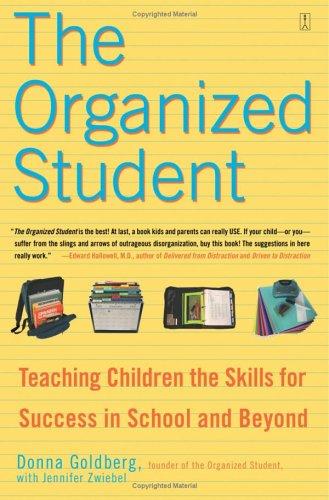 The
Organized
Student
"The Organized Student is the best! At last, a book kids and parents can really USE. If your child—or you—
suffer from the slings and arrows of outrageous disorganization, buy this book! The suggestions in here
really work." —Edward Hallowell, M.D., author of Delivered from Distraction and Driven to Distraction
Teaching Children the Skills for
Success in School and Beyond
Donna Goldberg, founder of the Organized Student,
with Jennifer Zwiebel
Copyrighted Material